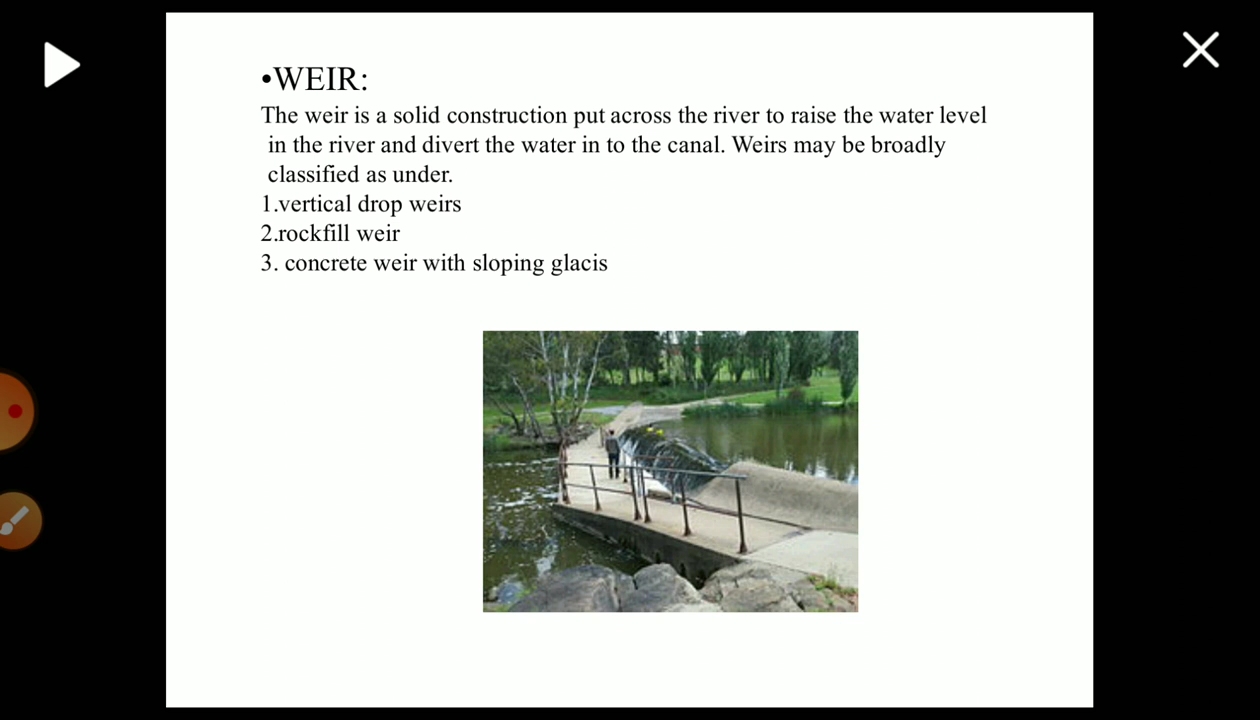 •WEIR:
The weir is a solid construction put across the river to raise the water level
in the river and divert the water in to the canal. Weirs may be broadly
classified as under.
1.vertical drop weirs
2.rockfill weir
3. concrete weir with sloping glacis